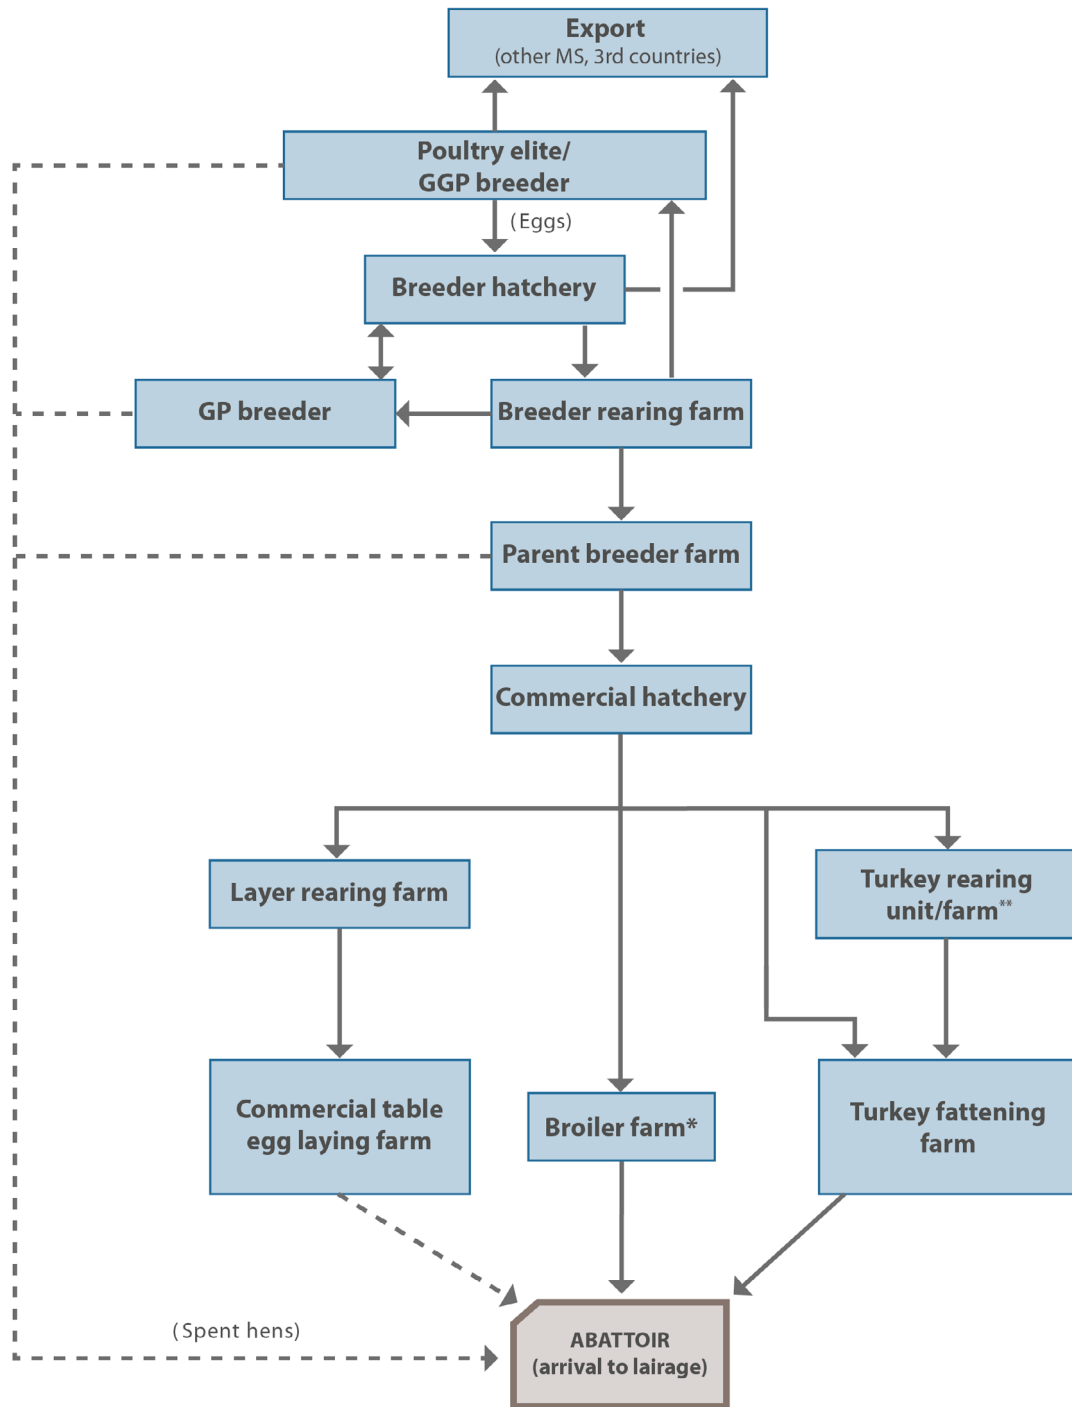 Export
(other MS, 3rd countries)
Poultry elite/
GGP breeder
(Eggs)
Breeder hatchery
GP breeder
Breeder rearing farm
Parent breeder farm
Commercial hatchery
Layer rearing farm
Turkey rearing
unit/farm**
Commercial table
egg laying farm
Broiler farm*
Turkey fattening
farm
(Spent hens)
ABATTOIR
(arrival to lairage)